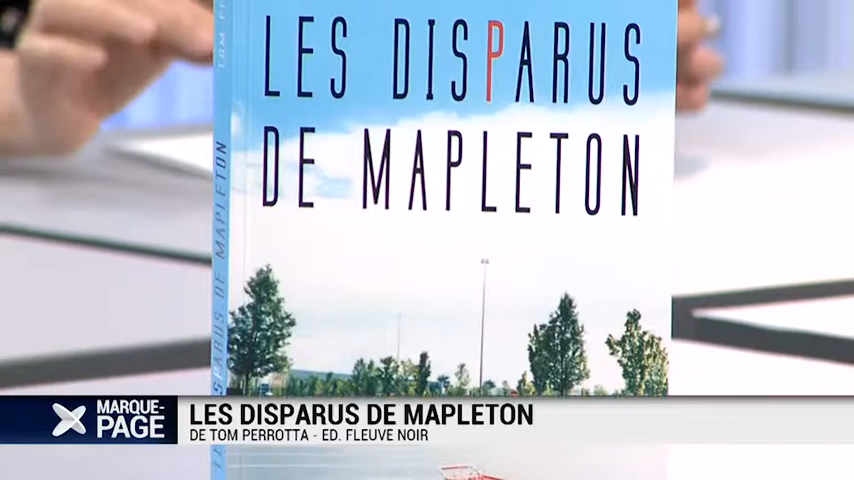 LES DISPARUS
DE MAPLETON
TOM
DISPARUS DE MAPLETON
MARQUE-
PAGE
LES DISPARUS DE MAPLETON
DE TOM PERROTTA - ED. FLEUVE NOIR